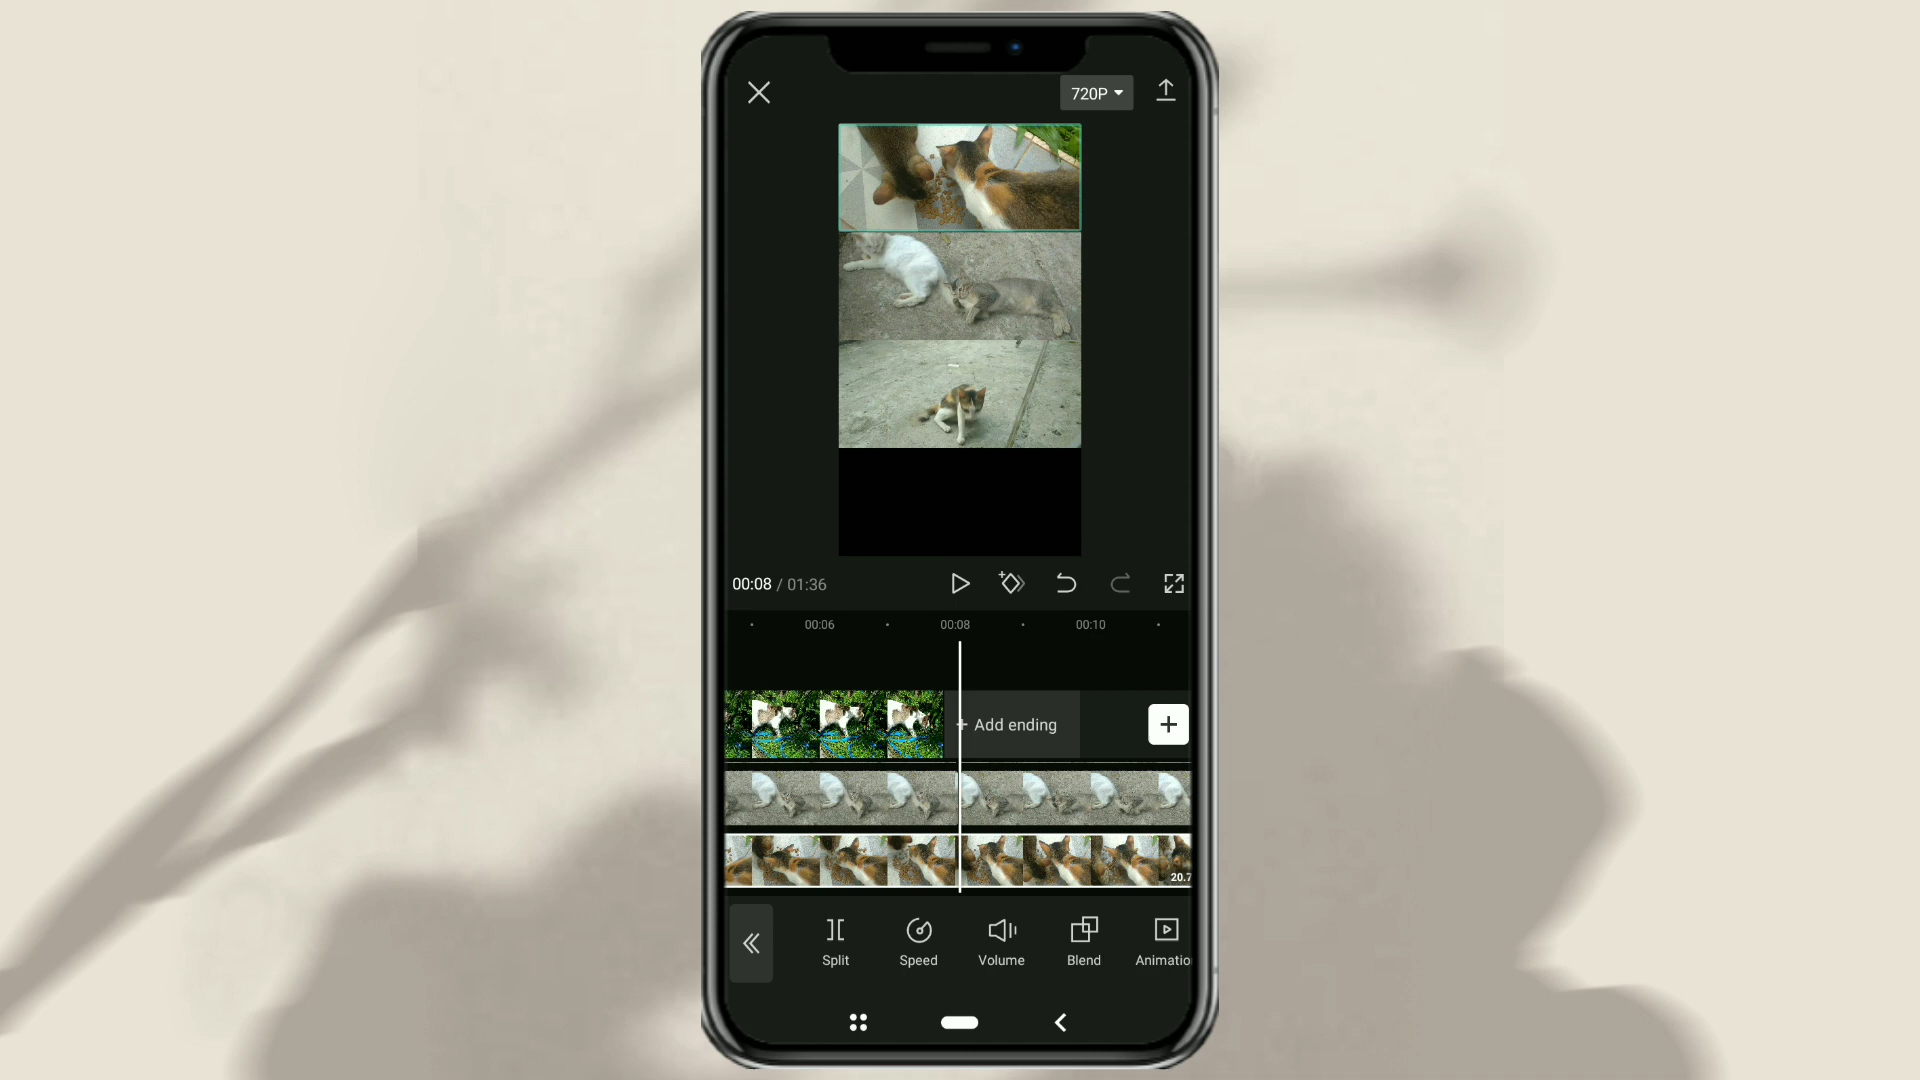 720P
00:08 / 01:36
00:06 00:08 00:10
+ Add ending
20.7
Split Speed Volume Blend Animatio